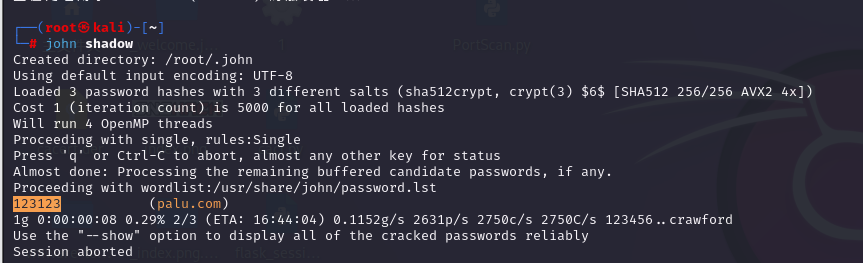 ┌──(root㉿kali)-[~]
└─# john shadow
PortScan.py
Created directory: /root/.john
Using default input encoding: UTF-8
Loaded 3 password hashes with 3 different salts (sha512crypt, crypt(3) $6$ [SHA512 256/256 AVX2 4x])
Cost 1 (iteration count) is 5000 for all loaded hashes
Will run 4 OpenMP threads
Proceeding with single, rules:Single
Press 'q' or Ctrl-C to abort, almost any other key for status
Almost done: Processing the remaining buffered candidate passwords, if any.
Proceeding with wordlist:/usr/share/john/password.lst
123123           (palu.com)
1g 0:00:00:08 0.29% 2/3 (ETA: 16:44:04) 0.1152g/s 2631p/s 2750c/s 2750C/s 123456..crawford
Use the "--show" option to display all of the cracked passwords reliably
Session aborted